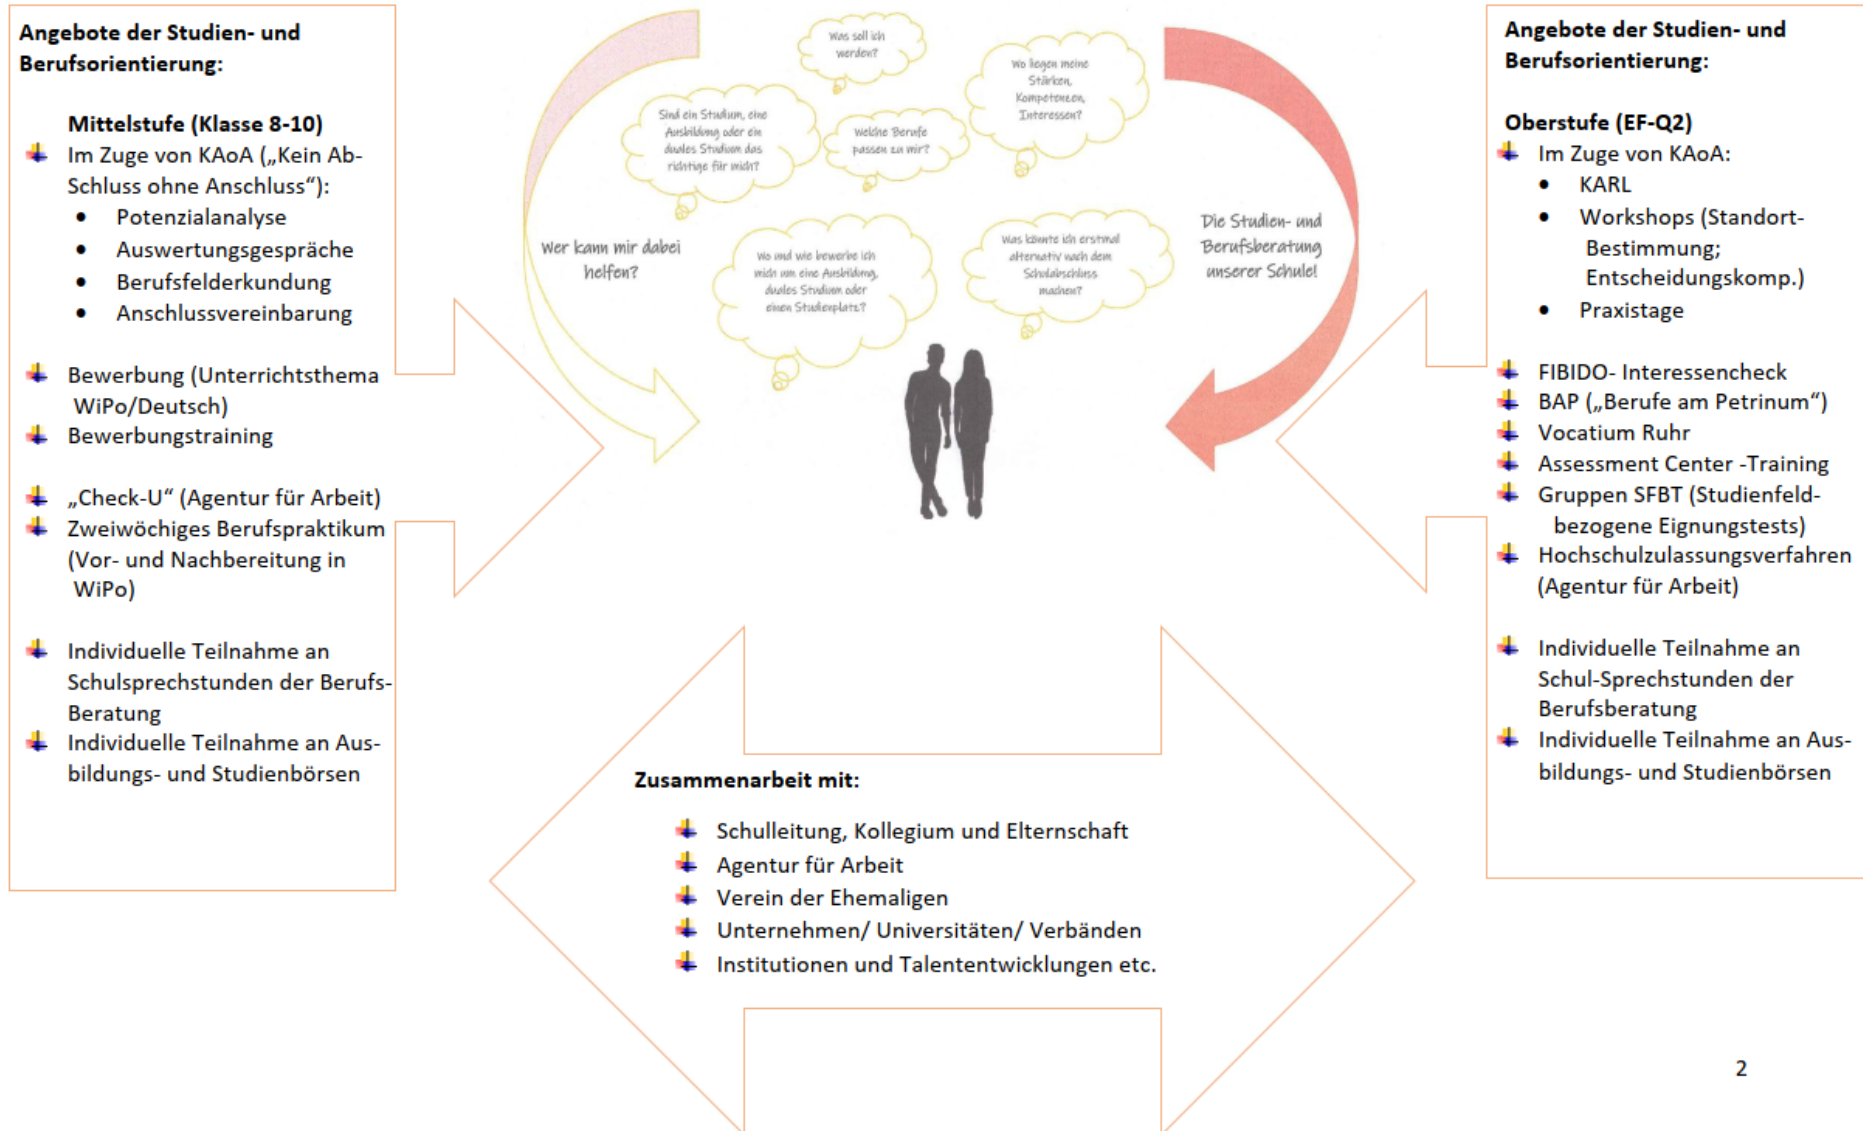 Angebote der Studien- und
Berufsorientierung:
Mittelstufe (Klasse 8-10)
Im Zuge von KAoA („Kein Ab-
Schluss ohne Anschluss“):
• Potenzialanalyse
• Auswertungsgespräche
• Berufsfelderkundung
• Anschlussvereinbarung
Bewerbung (Unterrichtsthema
WiPo/Deutsch)
Bewerbungstraining
„Check-U“ (Agentur für Arbeit)
Zweiwöchiges Berufspraktikum
(Vor- und Nachbereitung in
WiPo)
Individuelle Teilnahme an
Schulsprechstunden der Berufs-
Beratung
Individuelle Teilnahme an Aus-
bildungs- und Studienbörsen
Was soll ich
werden?
Wo liegen meine
Stärken,
Kompetenzen,
Interessen?
Sind ein Studium, eine
Ausbildung oder ein
duales Studium das
richtige für mich?
Welche Berufe
passen zu mir?
Wer kann mir dabei
helfen?
Wo und wie bewerbe ich
mich um eine Ausbildung,
duales Studium oder
einen Studienplatz?
Was könnte ich erstmal
alternativ nach dem
Schulabschluss
machen?
Die Studien- und
Berufsberatung
unserer Schule!
Zusammenarbeit mit:
Schulleitung, Kollegium und Elternschaft
Agentur für Arbeit
Verein der Ehemaligen
Unternehmen/ Universitäten/ Verbänden
Institutionen und Talententwicklungen etc.
Angebote der Studien- und
Berufsorientierung:
Oberstufe (EF-Q2)
Im Zuge von KAoA:
• KARL
• Workshops (Standort-
Bestimmung;
Entscheidungskomp.)
• Praxistage
FIBIDO- Interessencheck
BAP („Berufe am Petrinum“)
Vocatium Ruhr
Assessment Center -Training
Gruppen SFBT (Studienfeld-
bezogene Eignungstests)
Hochschulzulassungsverfahren
(Agentur für Arbeit)
Individuelle Teilnahme an
Schul-Sprechstunden der
Berufsberatung
Individuelle Teilnahme an Aus-
bildungs- und Studienbörsen
2